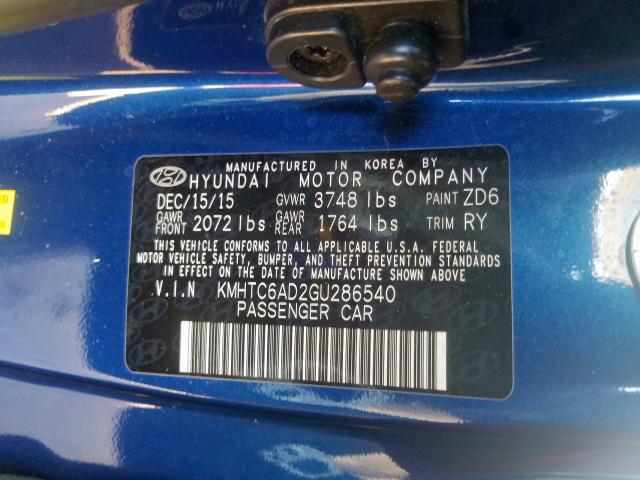 MANUFACTURED IN KOREA BY
HYUNDAI MOTOR COMPANY
DEC/15/15 GVWR 3748 lbs PAINT ZD6
GAWR FRONT 2072 lbs GAWR REAR 1764 lbs TRIM RY
THIS VEHICLE CONFORMS TO ALL APPLICABLE U.S.A. FEDERAL
MOTOR VEHICLE SAFETY, BUMPER, AND THEFT PREVENTION STANDARDS
IN EFFECT ON THE DATE OF MANUFACTURE SHOWN ABOVE.
V.I.N. KMHTC6AD2GU286540
PASSENGER CAR